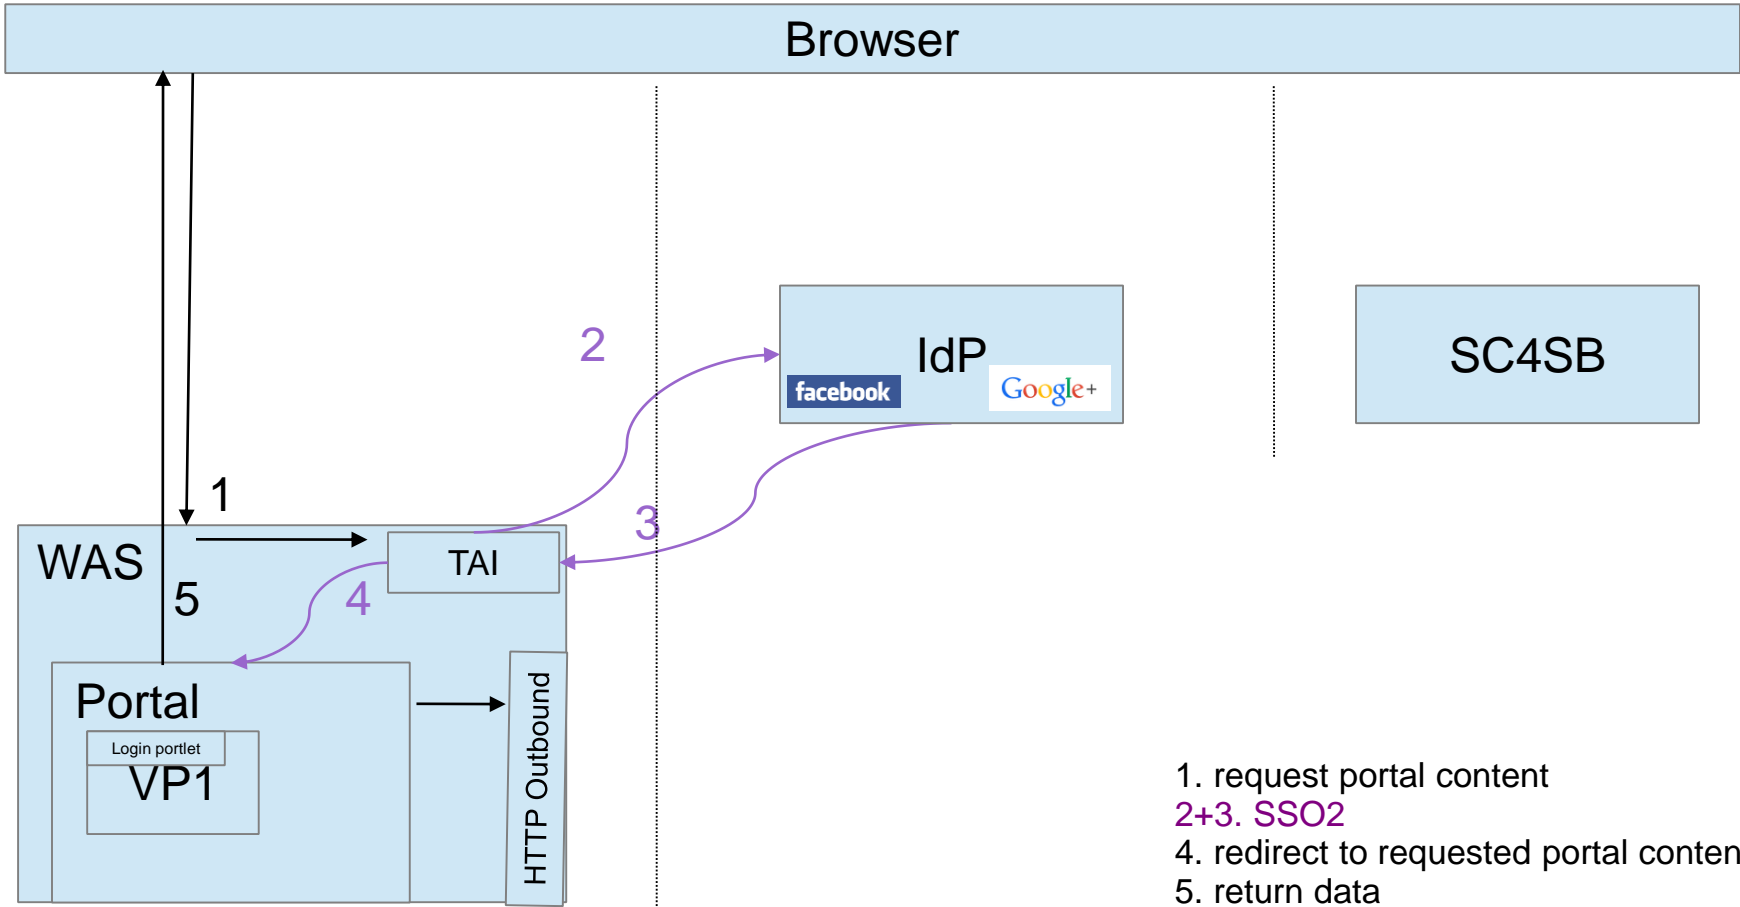 Browser
2
IdP
facebook
Google+
SC4SB
1
3
WAS
TAI
5
4
Portal
Login portlet
VP1
HTTP Outbound
1. request portal content
2+3. SSO2
4. redirect to requested portal conten
5. return data